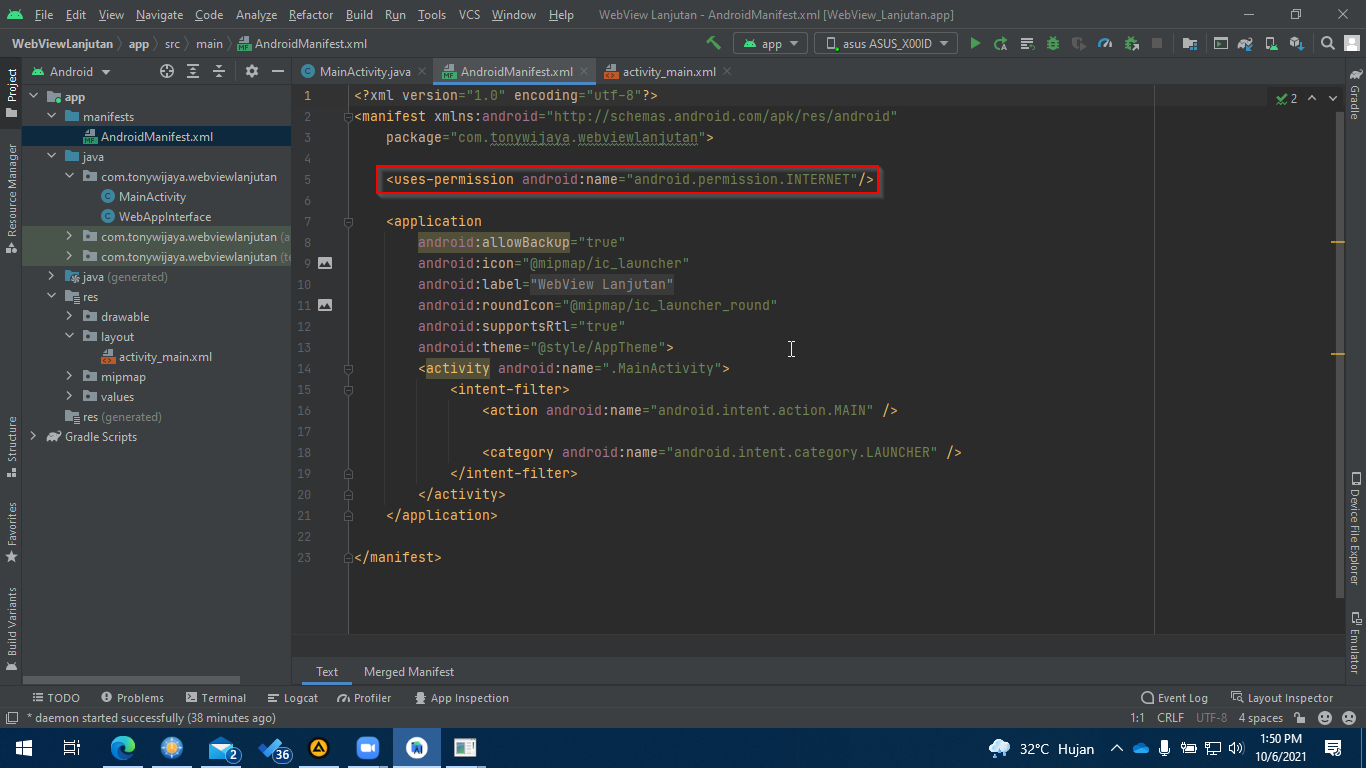 File Edit View Navigate Code Analyze Refactor Build Run Tools VCS Window Help WebView Lanjutan - AndroidManifest.xml [WebView_Lanjutan.app]
WebViewLanjutan app src main AndroidManifest.xml app asus ASUS_X00ID
Android MainActivity.java AndroidManifest.xml activity_main.xml
Project
Resource Manager
Structure
Favorites
Build Variants
app
manifests
AndroidManifest.xml
java
com.tonywijaya.webviewlanjutan
MainActivity
WebAppInterface
com.tonywijaya.webviewlanjutan (a
com.tonywijaya.webviewlanjutan (te
java (generated)
res
drawable
layout
activity_main.xml
mipmap
values
res (generated)
Gradle Scripts
1 <?xml version="1.0" encoding="utf-8"?>
2 <manifest xmlns:android="http://schemas.android.com/apk/res/android"
3 package="com.tonywijaya.webviewlanjutan">
4
5 <uses-permission android:name="android.permission.INTERNET"/>
6
7 <application
8 android:allowBackup="true"
9 android:icon="@mipmap/ic_launcher"
10 android:label="WebView Lanjutan"
11 android:roundIcon="@mipmap/ic_launcher_round"
12 android:supportsRtl="true"
13 android:theme="@style/AppTheme">
14 <activity android:name=".MainActivity">
15 <intent-filter>
16 <action android:name="android.intent.action.MAIN" />
17
18 <category android:name="android.intent.category.LAUNCHER" />
19 </intent-filter>
20 </activity>
21 </application>
22
23 </manifest>
2
Gradle
Device File Explorer
Emulator
Text Merged Manifest
TODO Problems Terminal Logcat Profiler App Inspection Event Log Layout Inspector
* daemon started successfully (38 minutes ago) 1:1 CRLF UTF-8 4 spaces
2 36 32°C Hujan 1:50 PM
10/6/2021